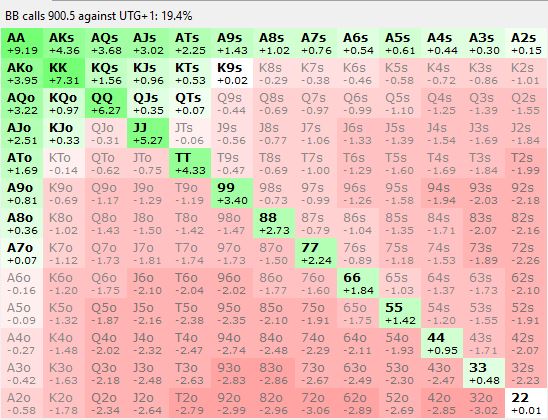 BB calls 900.5 against UTG+1: 19.4%
AA AKs AQs AJs ATs A9s A8s A7s A6s A5s A4s A3s A2s
+9.19 +4.36 +3.68 +3.02 +2.25 +1.43 +1.02 +0.76 +0.54 +0.61 +0.44 +0.30 +0.15
AKo KK KQs KJs KTs K9s K8s K7s K6s K5s K4s K3s K2s
+3.95 +7.31 +1.56 +0.96 +0.53 +0.02 -0.29 -0.38 -0.46 -0.58 -0.72 -0.86 -1.01
AQo KQo QQ QJs QTs Q9s Q8s Q7s Q6s Q5s Q4s Q3s Q2s
+3.22 +0.97 +6.27 +0.35 +0.07 -0.44 -0.69 -0.97 -0.99 -1.10 -1.25 -1.39 -1.55
AJo KJo QJo JJ JTs J9s J8s J7s J6s J5s J4s J3s J2s
+2.51 +0.33 -0.31 +5.27 -0.06 -0.56 -0.77 -1.06 -1.33 -1.39 -1.54 -1.69 -1.84
ATo KTo QTo JTo TT T9s T8s T7s T6s T5s T4s T3s T2s
+1.69 -0.14 -0.62 -0.75 +4.33 -0.47 -0.69 -1.00 -1.29 -1.60 -1.69 -1.84 -1.99
A9o K9o Q9o J9o T9o 99 98s 97s 96s 95s 94s 93s 92s
+0.81 -0.69 -1.17 -1.29 -1.19 +3.40 -0.73 -0.99 -1.26 -1.58 -1.94 -2.03 -2.18
A8o K8o Q8o J8o T8o 98o 88 87s 86s 85s 84s 83s 82s
+0.36 -1.02 -1.43 -1.50 -1.42 -1.47 +2.73 -0.79 -1.04 -1.35 -1.71 -2.07 -2.16
A7o K7o Q7o J7o T7o 97o 87o 77 76s 75s 74s 73s 72s
+0.07 -1.12 -1.73 -1.81 -1.74 -1.73 -1.50 +2.24 -0.89 -1.18 -1.53 -1.89 -2.26
A6o K6o Q6o J6o T6o 96o 86o 76o 66 65s 64s 63s 62s
-0.16 -1.20 -1.75 -2.10 -2.04 -2.02 -1.77 -1.60 +1.84 -1.03 -1.37 -1.73 -2.10
A5o K5o Q5o J5o T5o 95o 85o 75o 65o 55 54s 53s 52s
-0.09 -1.32 -1.87 -2.16 -2.38 -2.35 -2.10 -1.91 -1.75 +1.42 -1.20 -1.55 -1.91
A4o K4o Q4o J4o T4o 94o 84o 74o 64o 54o 44 43s 42s
-0.27 -1.48 -2.02 -2.32 -2.47 -2.74 -2.48 -2.29 -2.11 -1.93 +0.95 -1.71 -2.07
A3o K3o Q3o J3o T3o 93o 83o 73o 63o 53o 43o 33 32s
-0.42 -1.63 -2.18 -2.48 -2.63 -2.83 -2.86 -2.67 -2.49 -2.30 -2.47 +0.48 -2.23
A2o K2o Q2o J2o T2o 92o 82o 72o 62o 52o 42o 32o 22
-0.58 -1.78 -2.34 -2.64 -2.79 -2.99 -2.96 -3.06 -2.89 -2.69 -2.85 -3.02 +0.01